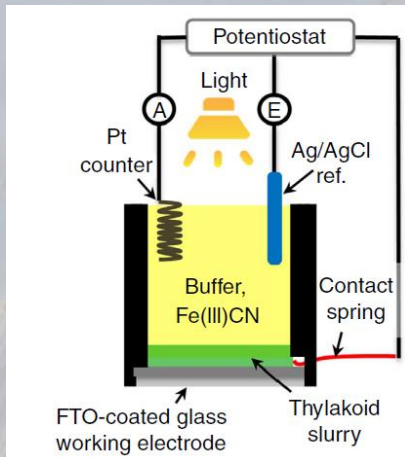 Potentiostat
Light
A
E
Pt
counter
Ag/AgCl
ref.
Buffer,
Fe(III)CN
Contact
spring
FTO-coated glass
working electrode
Thylakoid
slurry